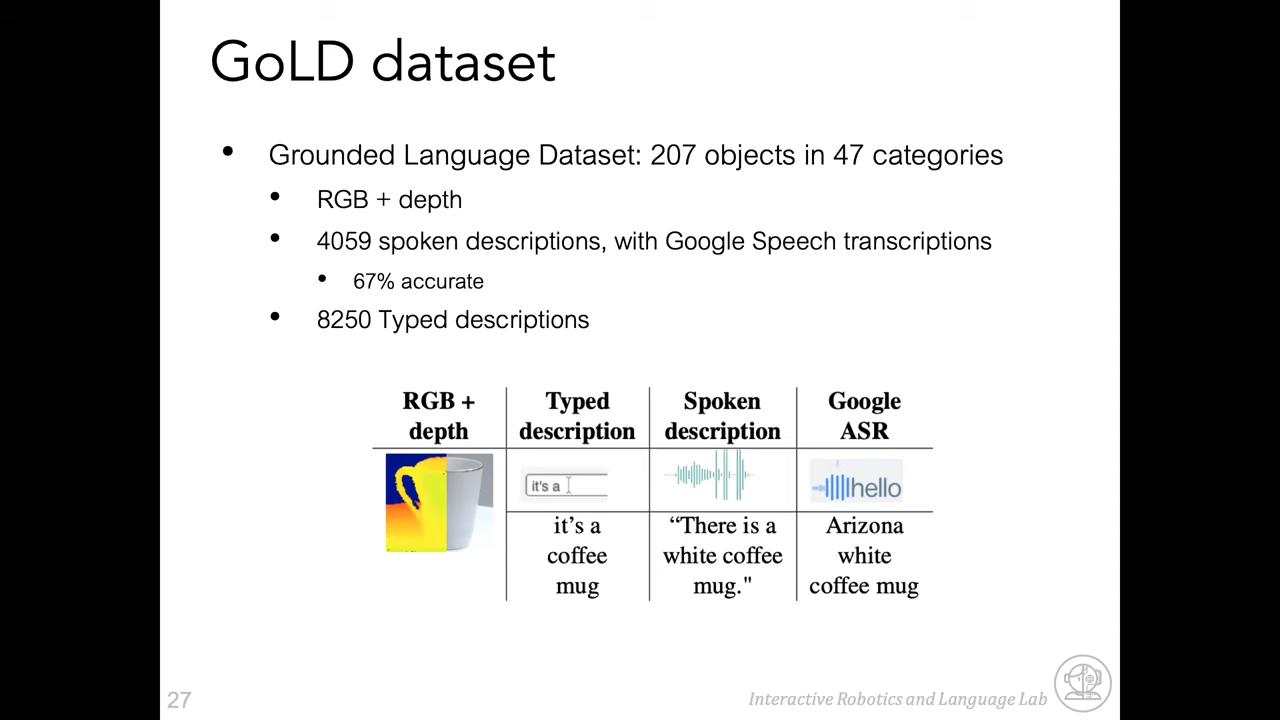 GoLD dataset
• Grounded Language Dataset: 207 objects in 47 categories
• RGB + depth
• 4059 spoken descriptions, with Google Speech transcriptions
• 67% accurate
• 8250 Typed descriptions
RGB + depth
Typed description
Spoken description
Google ASR
it's a
hello
it’s a coffee mug
“There is a white coffee mug."
Arizona white coffee mug
27
Interactive Robotics and Language Lab